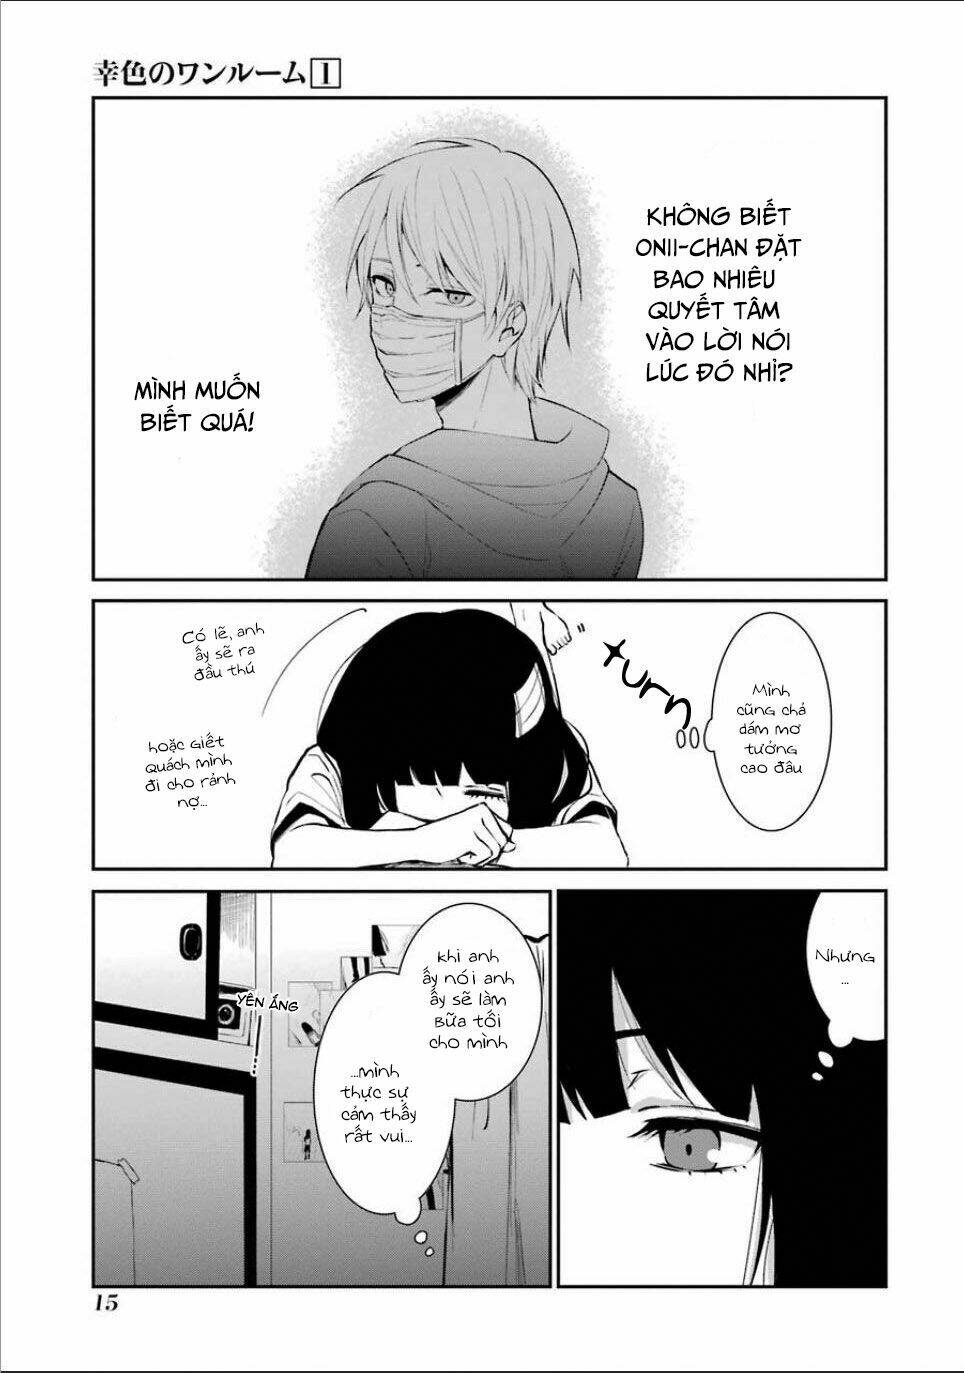 幸色のワンルーム 1
KHÔNG BIẾT
ONII-CHAN ĐẶT
BAO NHIÊU
QUYẾT TÂM
VÀO LỜI NÓI
LÚC ĐÓ NHỈ?
MÌNH MUỐN
BIẾT QUÁ!
turn
Mình
cũng chả
dám mơ
tưởng
cao đâu
Có lẽ, anh
ấy sẽ ra
đầu thú
hoặc giết
quách mình
đi cho rảnh
nợ...
Nhưng
...
khi anh
ấy nói anh
ấy sẽ làm
bữa tối
cho mình
...mình
thực sự
cảm thấy
rất vui...
YÊN ẮNG
15